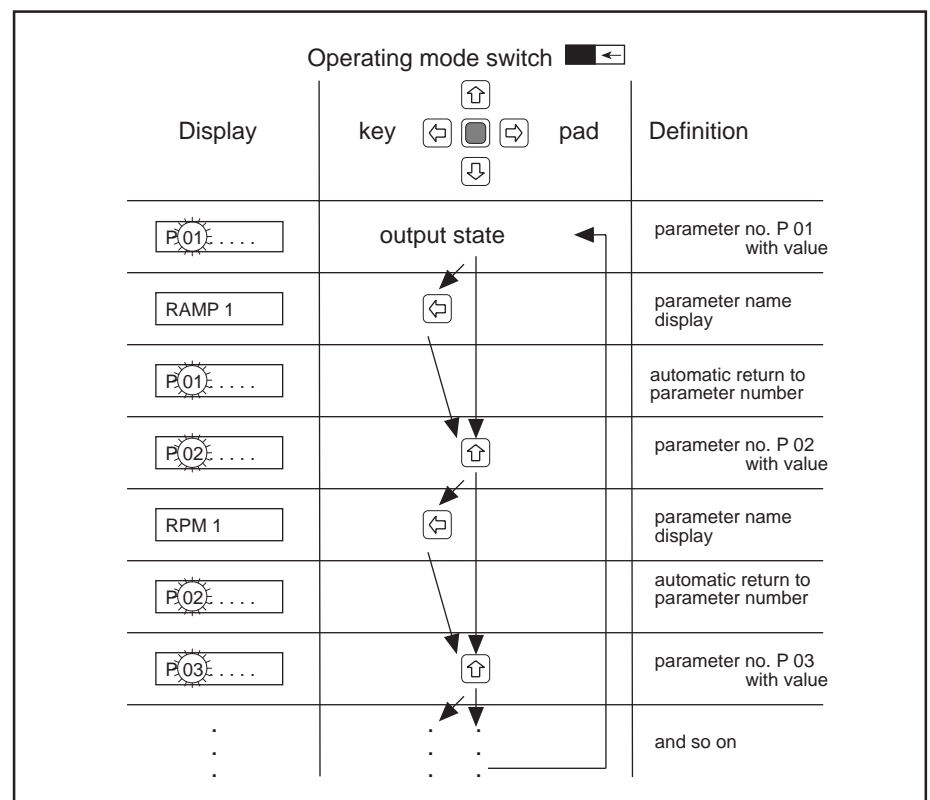 Operating mode switch
Display key pad Definition
P 01 . . . . output state parameter no. P 01
with value
RAMP 1 parameter name
display
P 01 . . . . automatic return to
parameter number
P 02 . . . . parameter no. P 02
with value
RPM 1 parameter name
display
P 02 . . . . automatic return to
parameter number
P 03 . . . . parameter no. P 03
with value
and so on